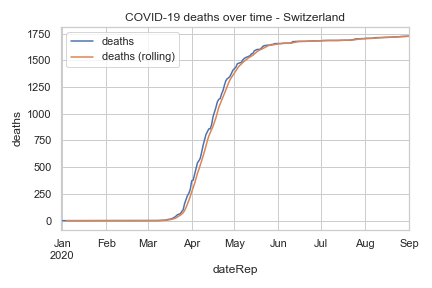 COVID-19 deaths over time - Switzerland
deaths
deaths (rolling)
1750
1500
1250
1000
750
500
250
0
deaths
Jan Feb Mar Apr May Jun Jul Aug Sep
2020
dateRep